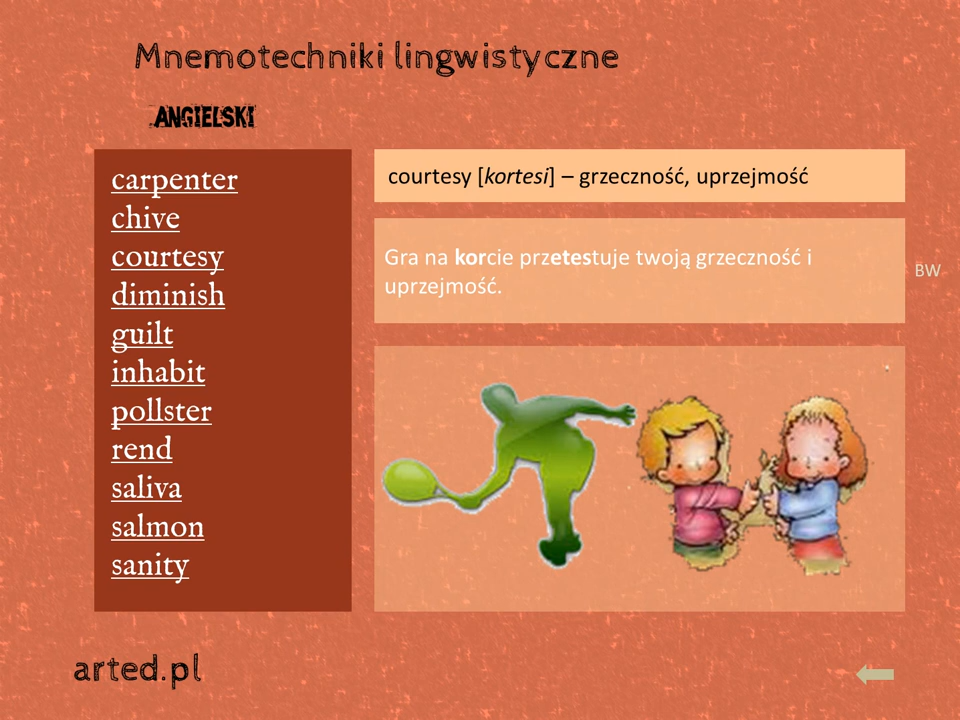 Mnemotechniki lingwistyczne
ANGIELSKI
carpenter
chive
courtesy
diminish
guilt
inhabit
pollster
rend
saliva
salmon
sanity
courtesy [kortesi] – grzeczność, uprzejmość
Gra na korcie przetestuje twoją grzeczność i
uprzejmość.
BW
arted.pl